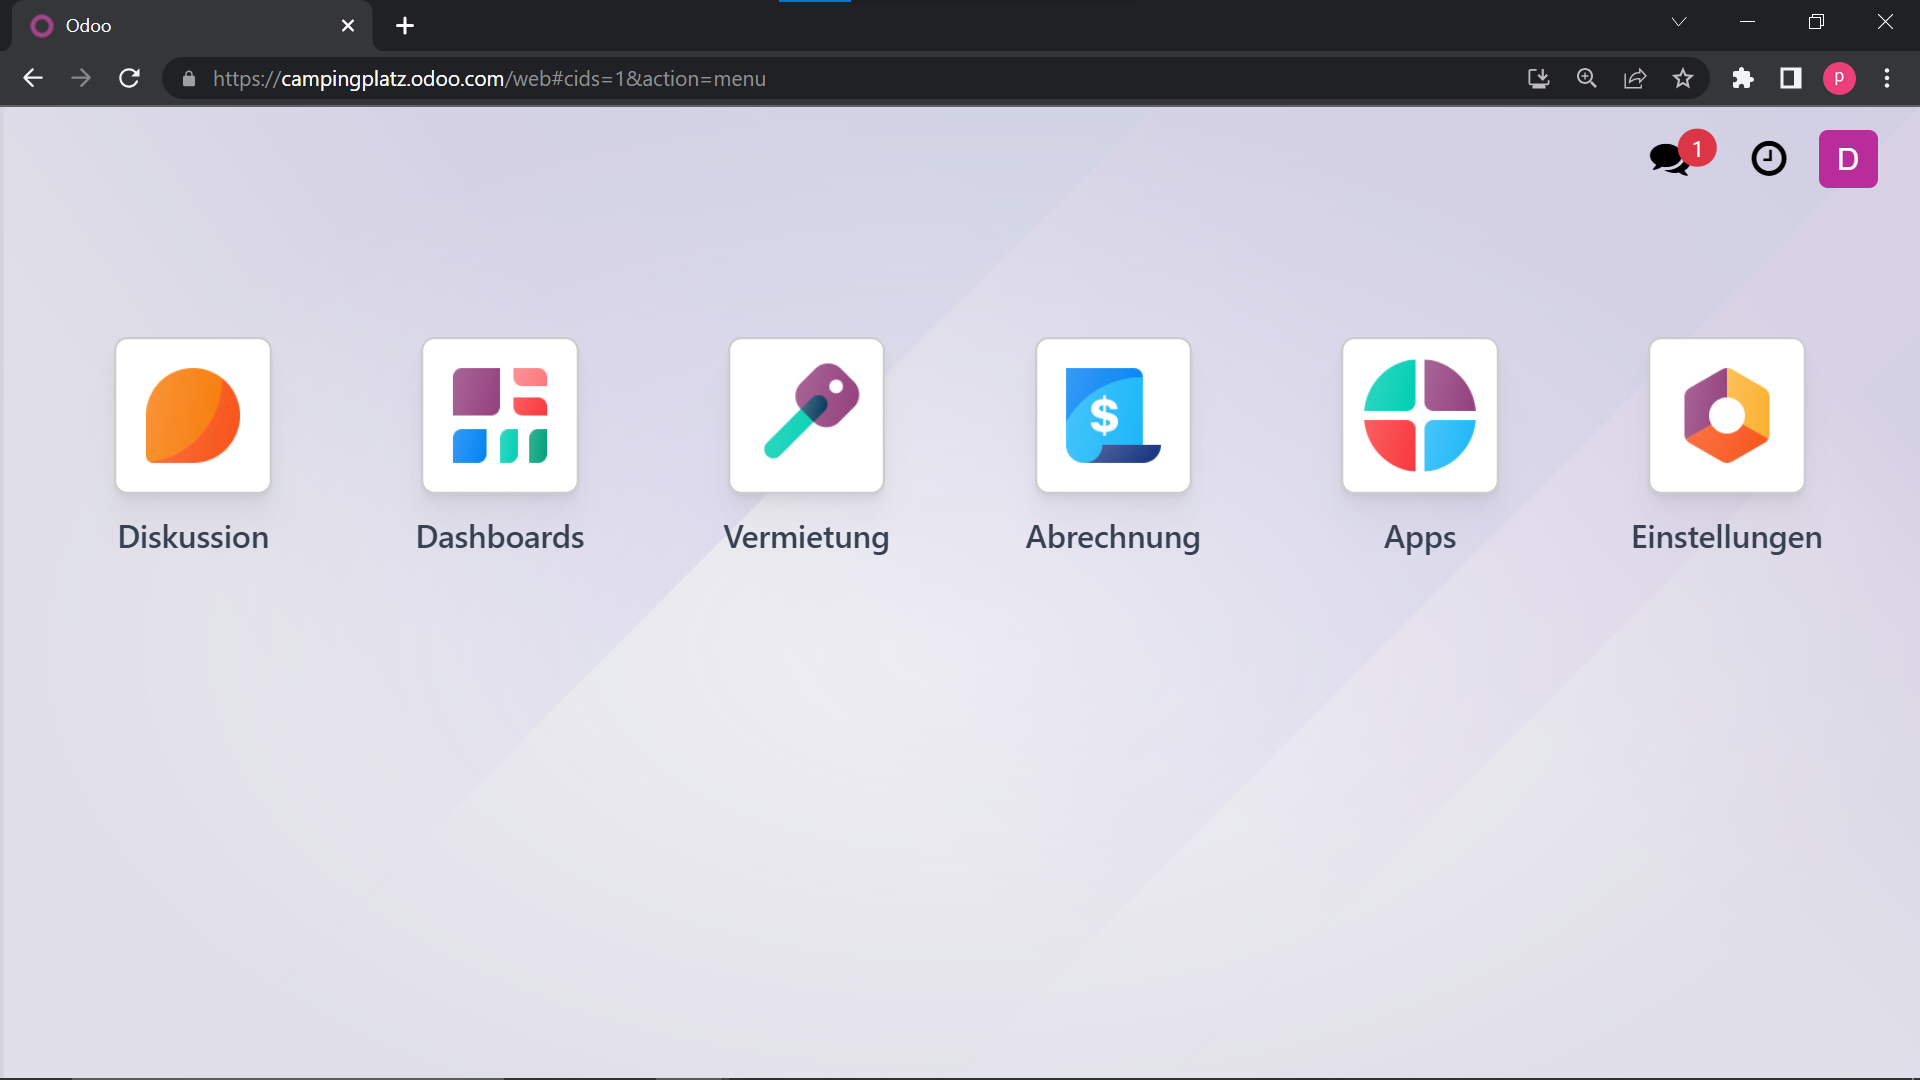 Odoo
https://campingplatz.odoo.com/web#cids=1&action=menu
P
1
D
$
Diskussion
Dashboards
Vermietung
Abrechnung
Apps
Einstellungen